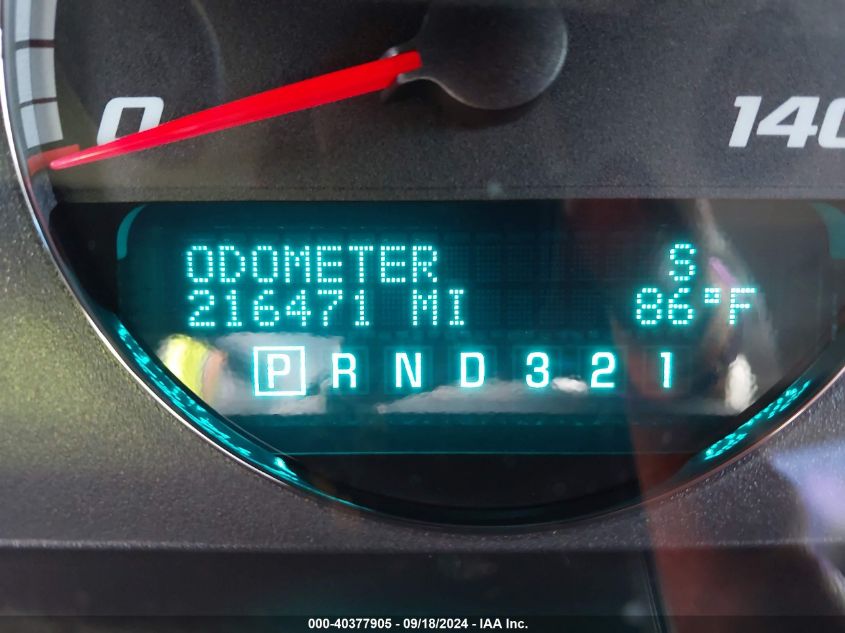 0
140
ODOMETER S
216471 MI 86°F
P R N D 3 2 1
000-40377905 - 09/18/2024 - IAA Inc.